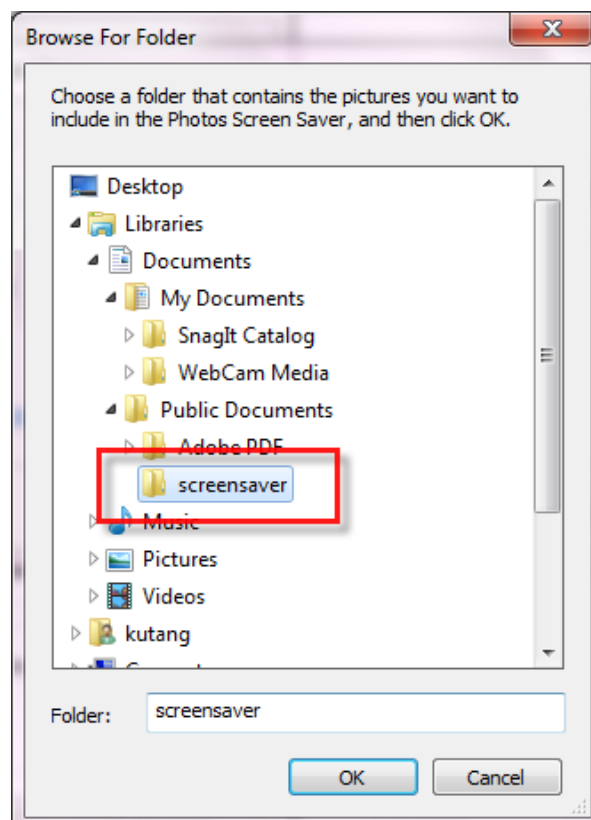 Browse For Folder
Choose a folder that contains the pictures you want to
include in the Photos Screen Saver, and then click OK.
Desktop
Libraries
Documents
My Documents
SnagIt Catalog
WebCam Media
Public Documents
Adobe PDF
screensaver
Music
Pictures
Videos
kutang
Folder:
screensaver
OK
Cancel